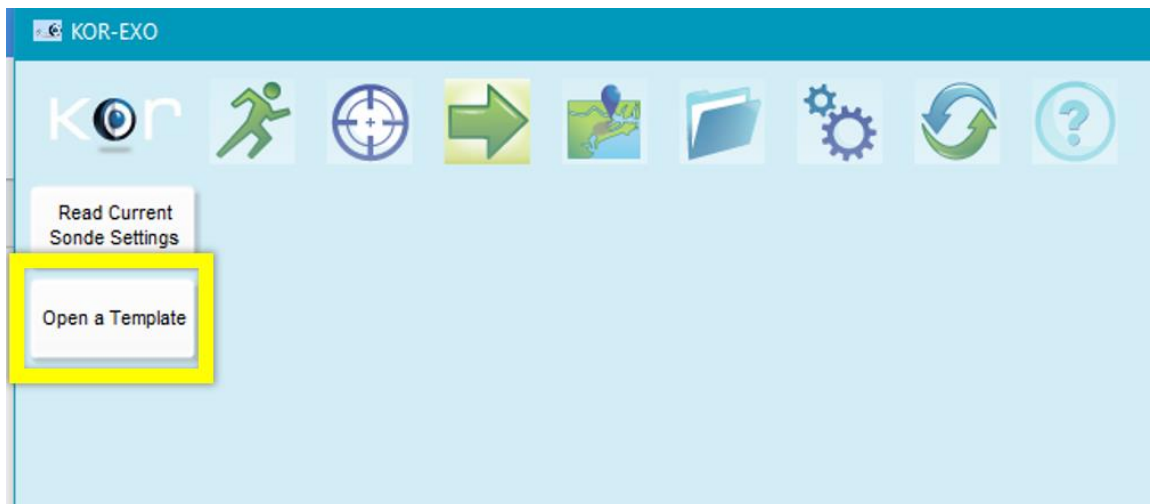 KOR-EXO
kor
?
Read Current
Sonde Settings
Open a Template